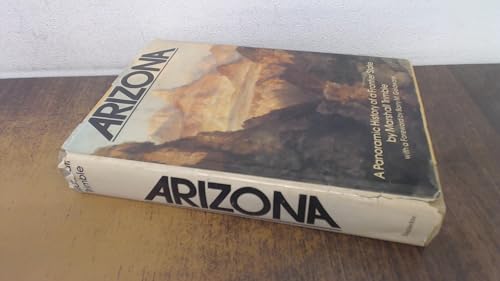 ARIZONA
A Panoramic History of a Frontier State
by Marshall Trimble
with a Foreword by Barry M. Goldwater
Trimble
ARIZONA